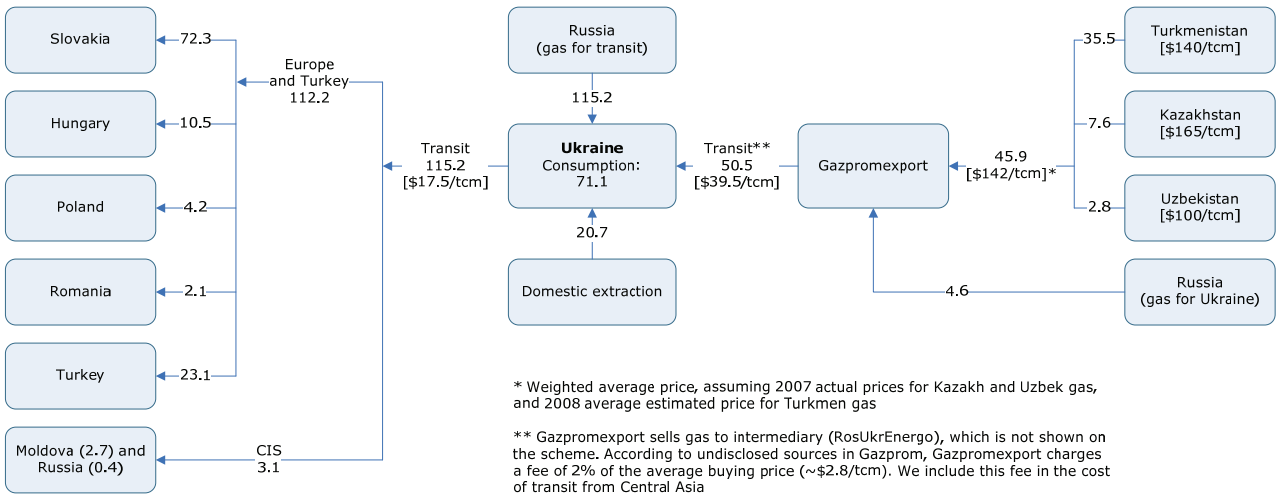 Slovakia
72.3
Hungary
10.5
Poland
4.2
Romania
2.1
Turkey
23.1
Moldova (2.7) and
Russia (0.4)
Europe
and Turkey
112.2
CIS
3.1
Transit
115.2
[$17.5/tcm]
Russia
(gas for transit)
115.2
Ukraine
Consumption:
71.1
20.7
Domestic extraction
Transit**
50.5
[$39.5/tcm]
Gazpromexport
45.9
[$142/tcm]*
4.6
35.5
Turkmenistan
[$140/tcm]
7.6
Kazakhstan
[$165/tcm]
2.8
Uzbekistan
[$100/tcm]
Russia
(gas for Ukraine)
* Weighted average price, assuming 2007 actual prices for Kazakh and Uzbek gas,
and 2008 average estimated price for Turkmen gas
** Gazpromexport sells gas to intermediary (RosUkrEnergo), which is not shown on
the scheme. According to undisclosed sources in Gazprom, Gazpromexport charges
a fee of 2% of the average buying price (~$2.8/tcm). We include this fee in the cost
of transit from Central Asia